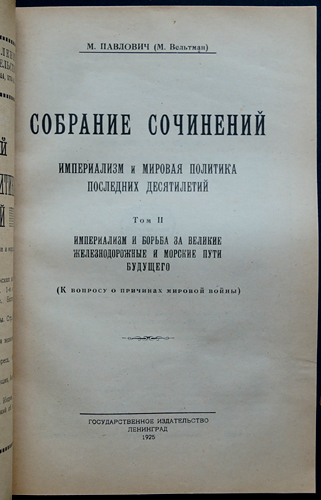 М. ПАВЛОВИЧ (М. Вельтман)
СОБРАНИЕ СОЧИНЕНИЙ
ИМПЕРИАЛИЗМ и МИРОВАЯ ПОЛИТИКА
ПОСЛЕДНИХ ДЕСЯТИЛЕТИЙ
Том II
ИМПЕРИАЛИЗМ И БОРЬБА ЗА ВЕЛИКИЕ
ЖЕЛЕЗНОДОРОЖНЫЕ И МОРСКИЕ ПУТИ
БУДУЩЕГО
(К ВОПРОСУ О ПРИЧИНАХ МИРОВОЙ ВОЙНЫ)
ГОСУДАРСТВЕННОЕ ИЗДАТЕЛЬСТВО
ЛЕНИНГРАД
1925